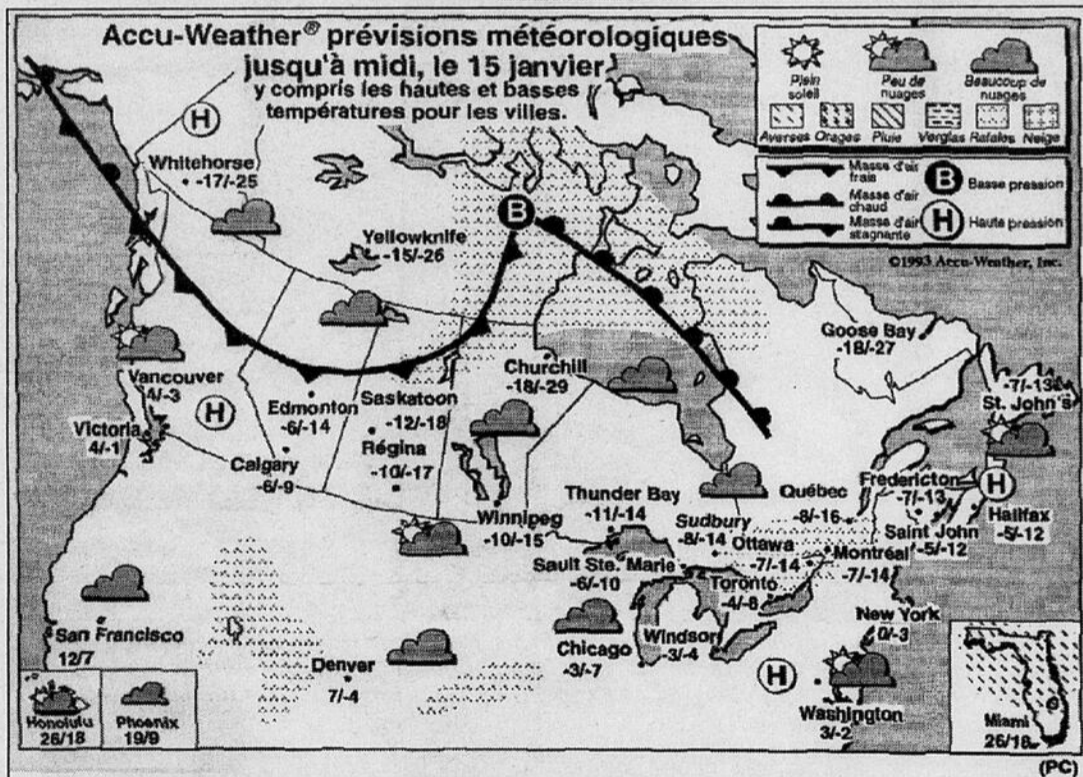 Accu-Weather® prévisions météorologiques
jusqu'à midi, le 15 janvier
y compris les hautes et basses
températures pour les villes.
Plein
soleil
Peu de
nuages
Beaucoup de
nuages
Averses Orages Pluie Verglas Rafales Neige
Masse d'air
frais
Masse d'air
chaud
Masse d'air
stagnante
B Basse pression
H Haute pression
©1993 Accu-Weather, Inc.
H
Whitehorse
-17/-25
B
Yellowknife
-15/-26
Goose Bay
-18/-27
Churchill
-18/-29
Vancouver
4/-3
H
Edmonton
-6/-14
Saskatoon
-12/-18
-7/-13
St. John's
Victoria
4/-1
Calgary
-6/-9
Régina
-10/-17
Winnipeg
-10/-15
Thunder Bay
-11/-14
Sudbury
-8/-14
Québec
-8/-16
Fredericton
-7/-13
H
Halifax
-5/-12
Saint John
-5/-12
Ottawa
-7/-14
Montréal
-7/-14
Sault Ste. Marie
-6/-10
Toronto
-4/-8
San Francisco
12/7
Denver
7/-4
Chicago
-3/-7
Windsor
-3/-4
New York
0/-3
H
Washington
3/-2
Honolulu
26/18
Phoenix
19/9
Miami
26/18
(PC)